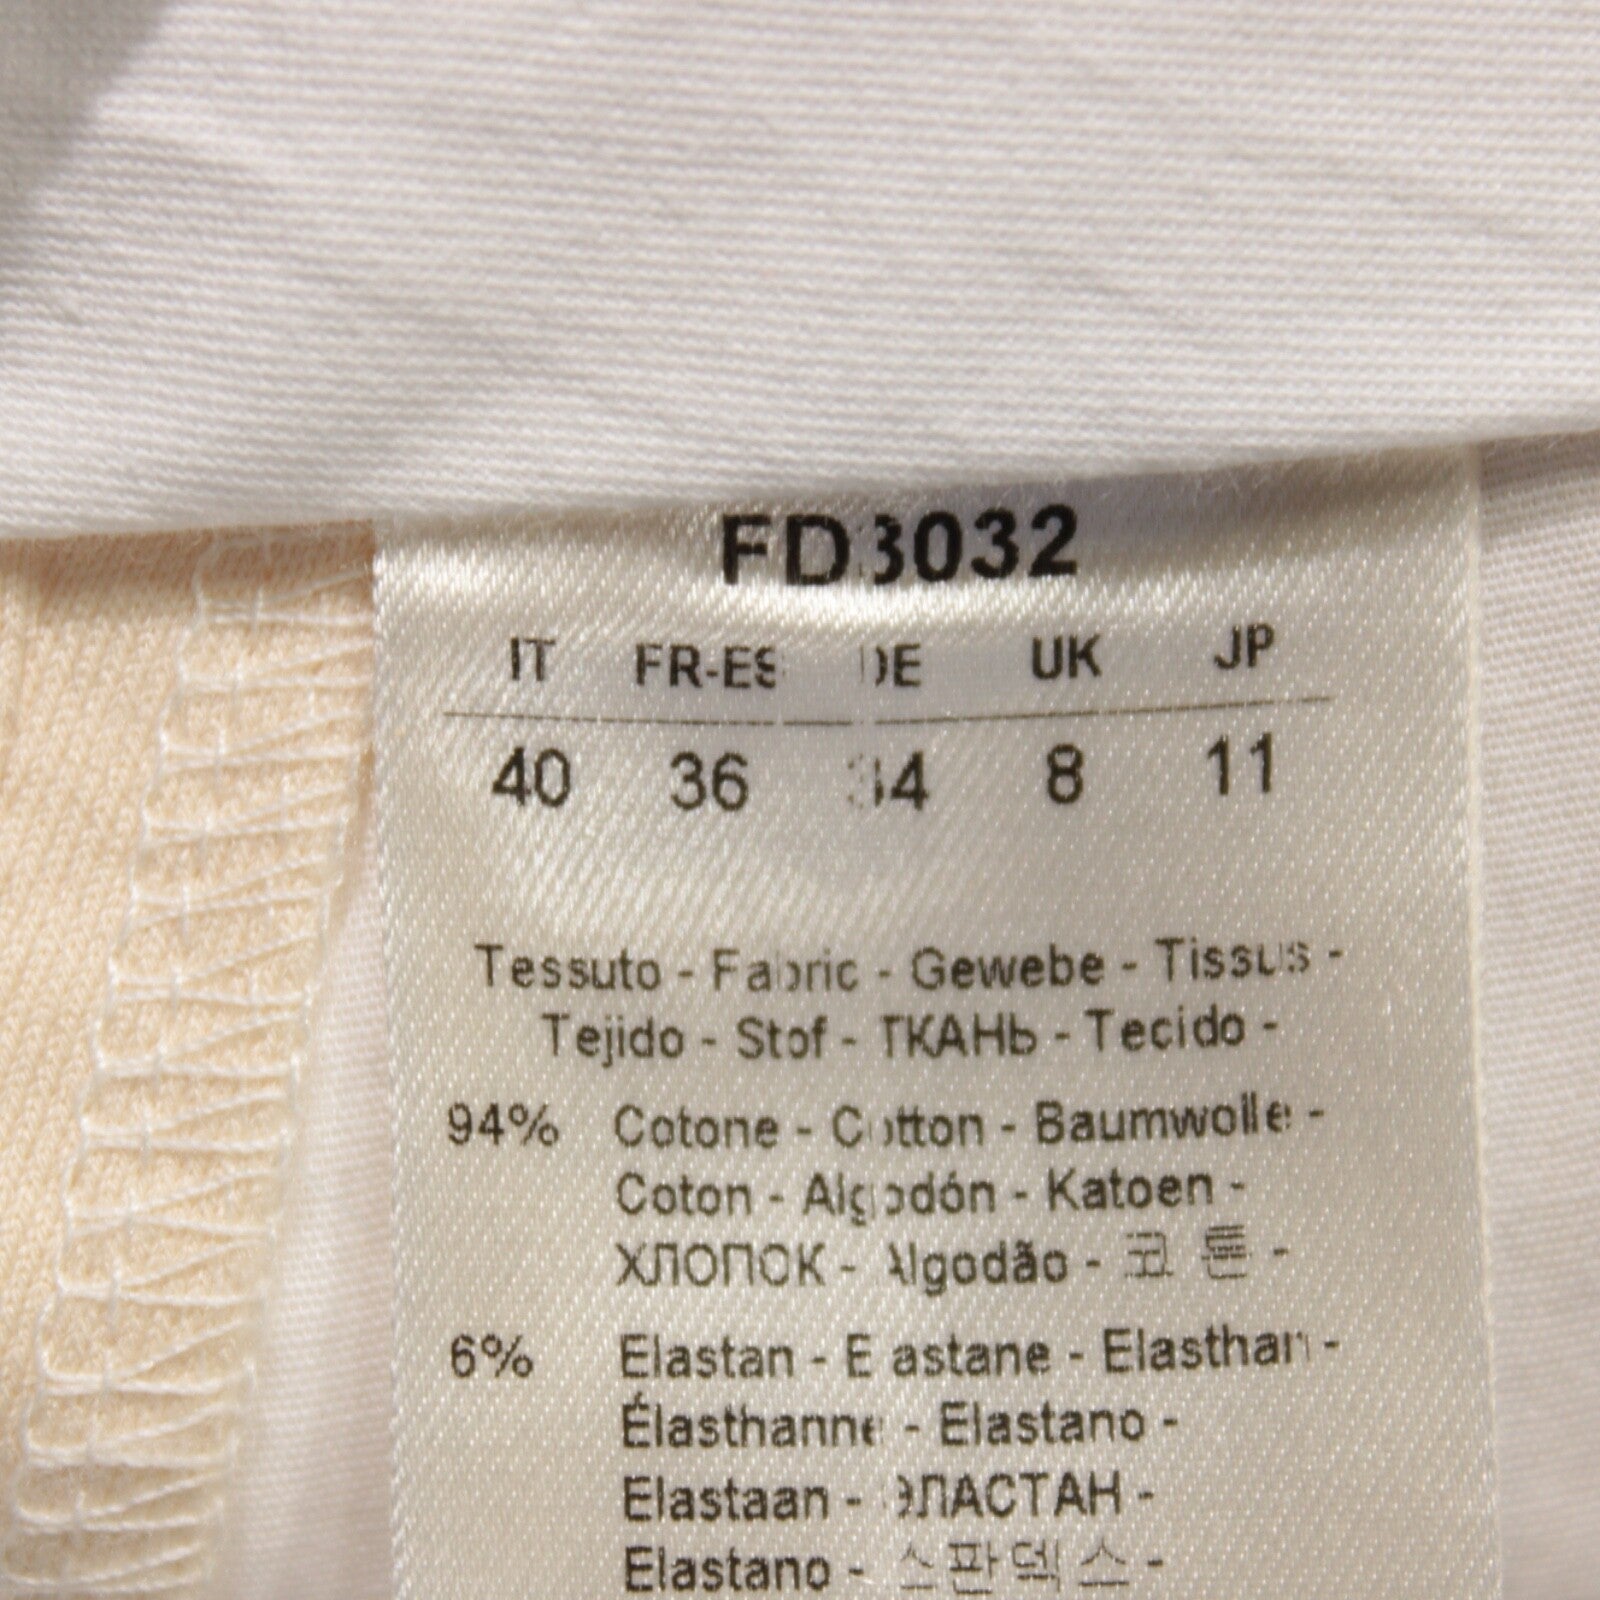 FD3032
IT FR-ES DE UK JP
40 36 34 8 11
Tessuto - Fabric - Gewebe - Tissus -
Tejido - Stof - ТКАНЬ - Tecido -
94% Cotone - Cotton - Baumwolle -
Coton - Algodón - Katoen -
ХЛОПОК - Algodão - 코 튼 -
6% Elastan - Elastane - Elasthan -
Élasthanne - Elastano -
Elastaan - ЭЛАСТАН -
Elastano - 스판덱스 -